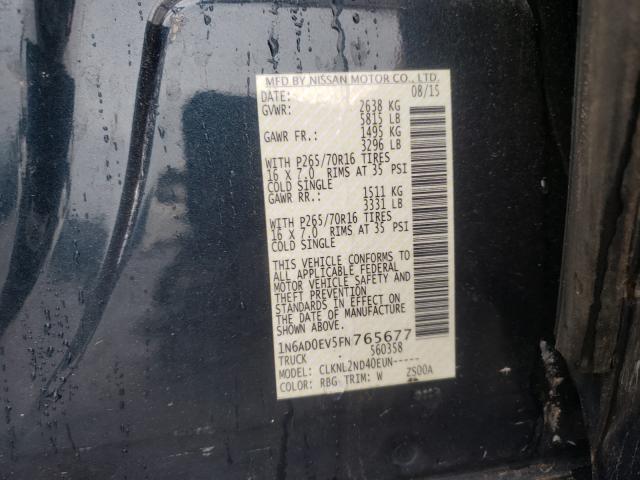 MFD BY NISSAN MOTOR CO., LTD.
DATE: 08/15
GVWR: 2638 KG
5815 LB
GAWR FR.: 1495 KG
3296 LB
WITH P265/70R16 TIRES
16 X 7.0 RIMS AT 35 PSI
COLD SINGLE
GAWR RR.: 1511 KG
3331 LB
WITH P265/70R16 TIRES
16 X 7.0 RIMS AT 35 PSI
COLD SINGLE
THIS VEHICLE CONFORMS TO
ALL APPLICABLE FEDERAL
MOTOR VEHICLE SAFETY AND
THEFT PREVENTION
STANDARDS IN EFFECT ON
THE DATE OF MANUFACTURE
SHOWN ABOVE.
1N6AD0EV5FN765677
TRUCK S60358
MODEL: CLKNL2ND40EUN-----
COLOR: RBG TRIM: W ZS00A